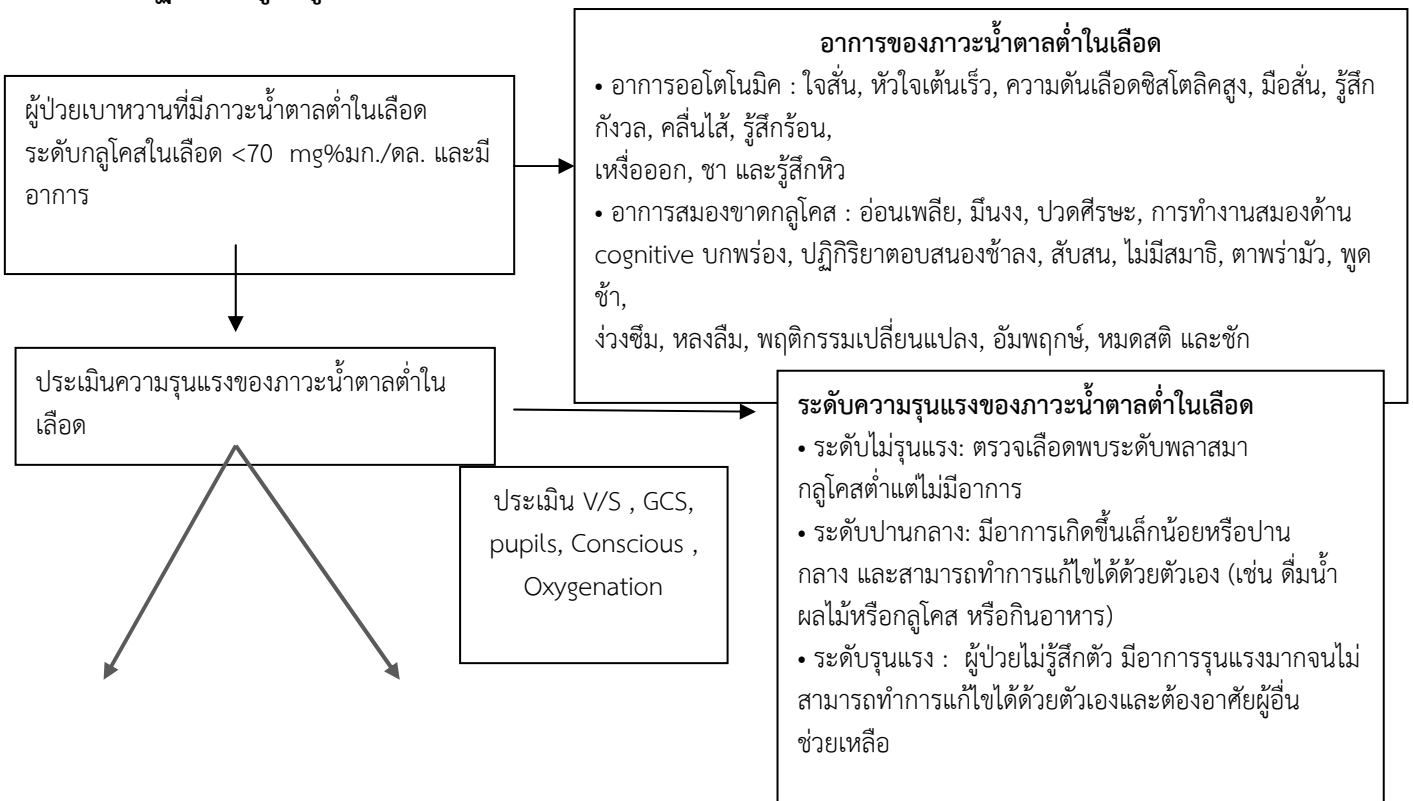 ผู้ป่วยเบาหวานที่มีภาวะน้ำตาลต่ำในเลือด
ระดับกลูโคสในเลือด <70 mg%มก./ดล. และมี
อาการ
อาการของภาวะน้ำตาลต่ำในเลือด
• อาการออโตโนมิค : ใจสั่น, หัวใจเต้นเร็ว, ความดันเลือดซิสโตลิคสูง, มือสั่น, รู้สึก
กังวล, คลื่นไส้, รู้สึกร้อน,
เหงื่อออก, ชา และรู้สึกหิว
• อาการสมองขาดกลูโคส : อ่อนเพลีย, มึนงง, ปวดศีรษะ, การทำงานสมองด้าน
cognitive บกพร่อง, ปฏิกิริยาตอบสนองช้าลง, สับสน, ไม่มีสมาธิ, ตาพร่ามัว, พูด
ช้า,
ง่วงซึม, หลงลืม, พฤติกรรมเปลี่ยนแปลง, อัมพฤกษ์, หมดสติ และชัก
ประเมินความรุนแรงของภาวะน้ำตาลต่ำใน
เลือด
ประเมิน V/S , GCS,
pupils, Conscious ,
Oxygenation
ระดับความรุนแรงของภาวะน้ำตาลต่ำในเลือด
• ระดับไม่รุนแรง: ตรวจเลือดพบระดับพลาสมา
กลูโคสต่ำแต่ไม่มีอาการ
• ระดับปานกลาง: มีอาการเกิดขึ้นเล็กน้อยหรือปาน
กลาง และสามารถทำการแก้ไขได้ด้วยตัวเอง (เช่น ดื่มน้ำ
ผลไม้หรือกลูโคส หรือกินอาหาร)
• ระดับรุนแรง : ผู้ป่วยไม่รู้สึกตัว มีอาการรุนแรงมากจนไม่
สามารถทำการแก้ไขได้ด้วยตัวเองและต้องอาศัยผู้อื่น
ช่วยเหลือ